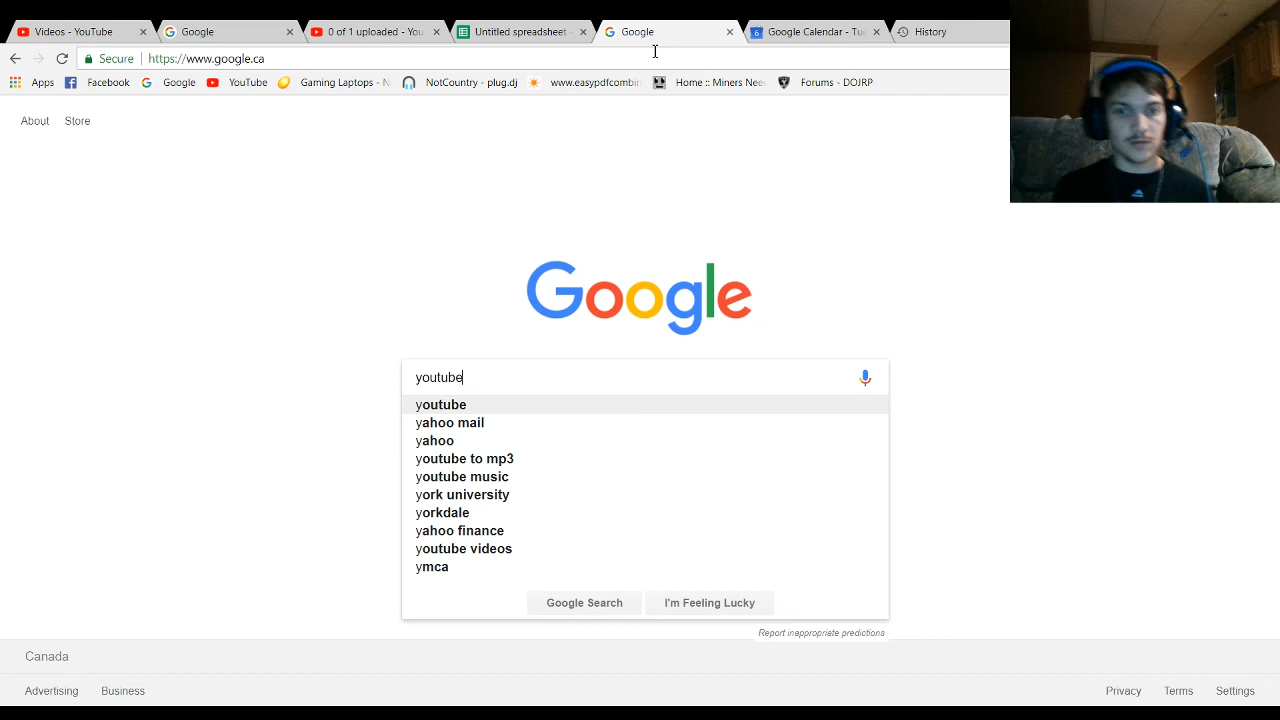 Videos - YouTube
Google
0 of 1 uploaded - You
Untitled spreadsheet -
Google
Google Calendar - Tue
History
Secure https://www.google.ca
Apps Facebook Google YouTube Gaming Laptops - N NotCountry - plug.dj www.easypdfcombin Home :: Miners Nee Forums - DOJRP
About Store
Google
youtube
youtube
yahoo mail
yahoo
youtube to mp3
youtube music
york university
yorkdale
yahoo finance
youtube videos
ymca
Google Search I'm Feeling Lucky
Report inappropriate predictions
Canada
Advertising Business Privacy Terms Settings